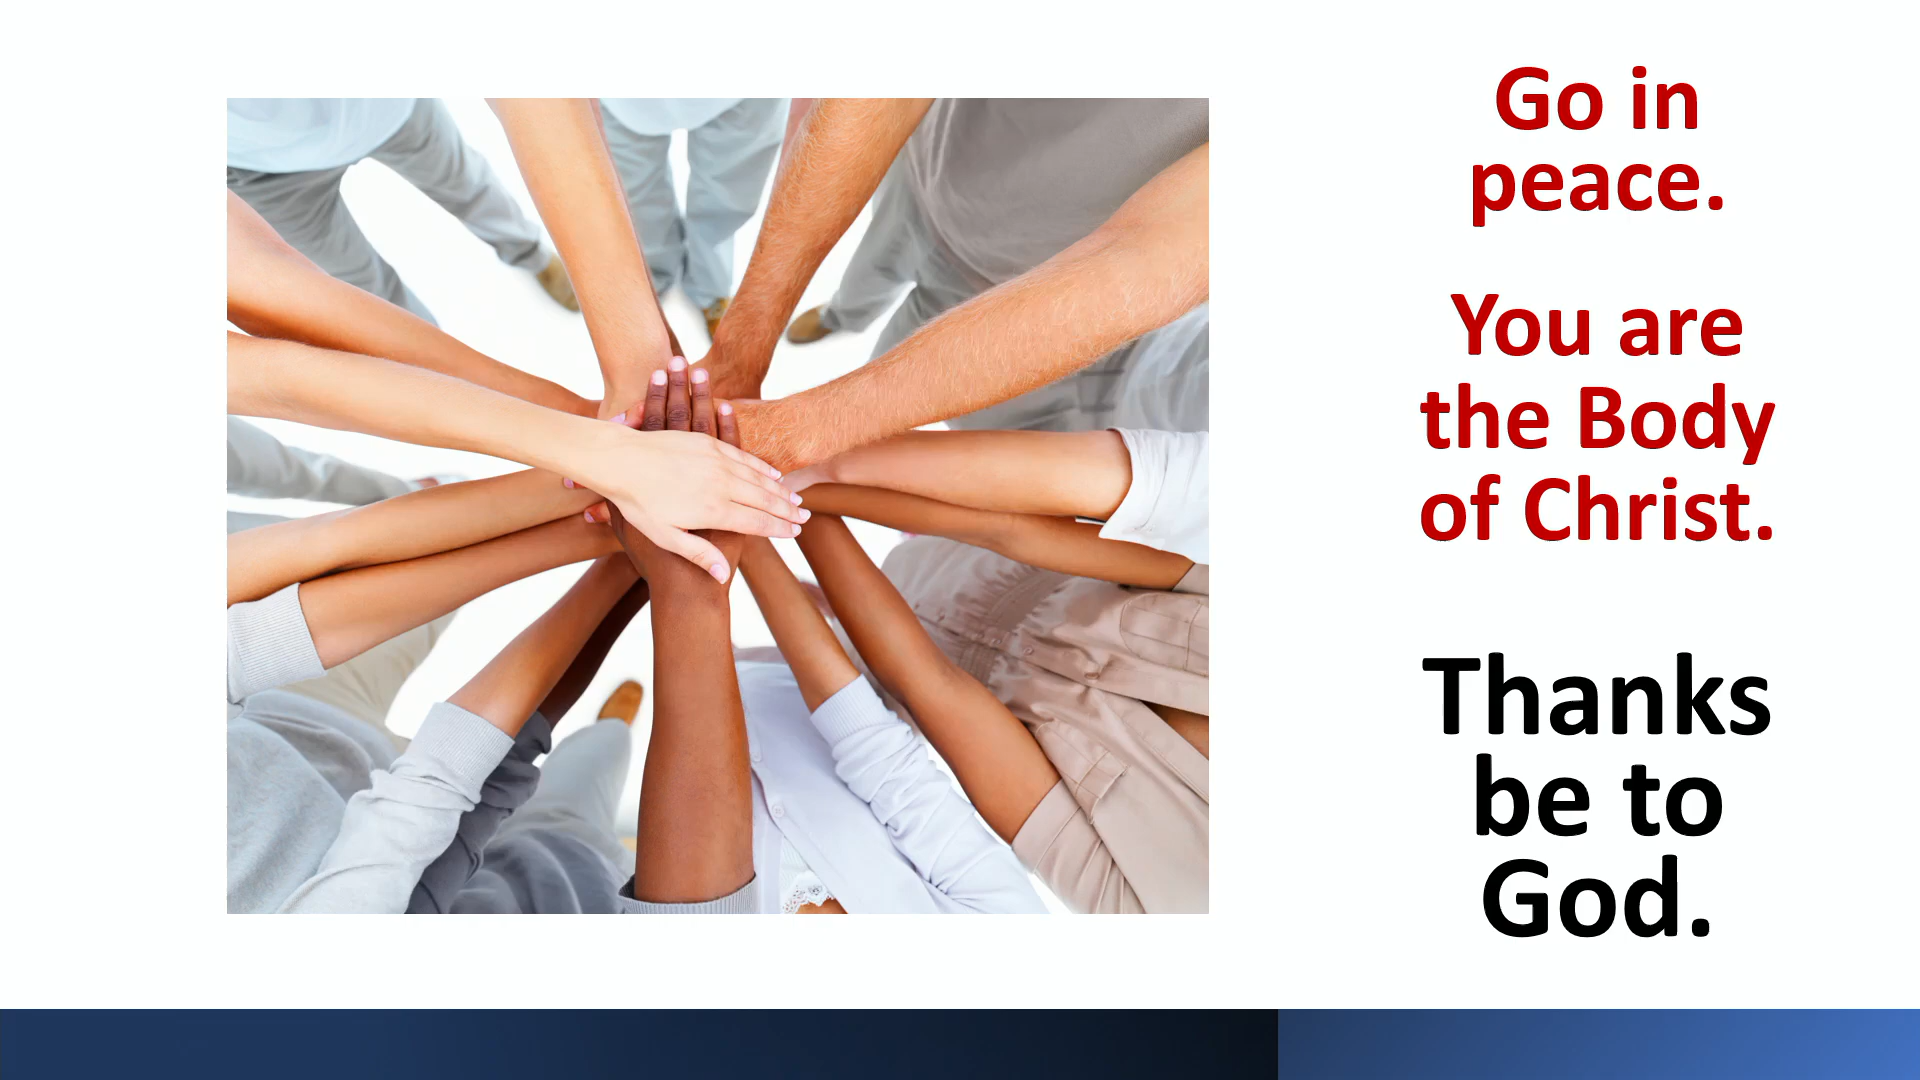 Go in
peace.
You are
the Body
of Christ.
Thanks
be to
God.